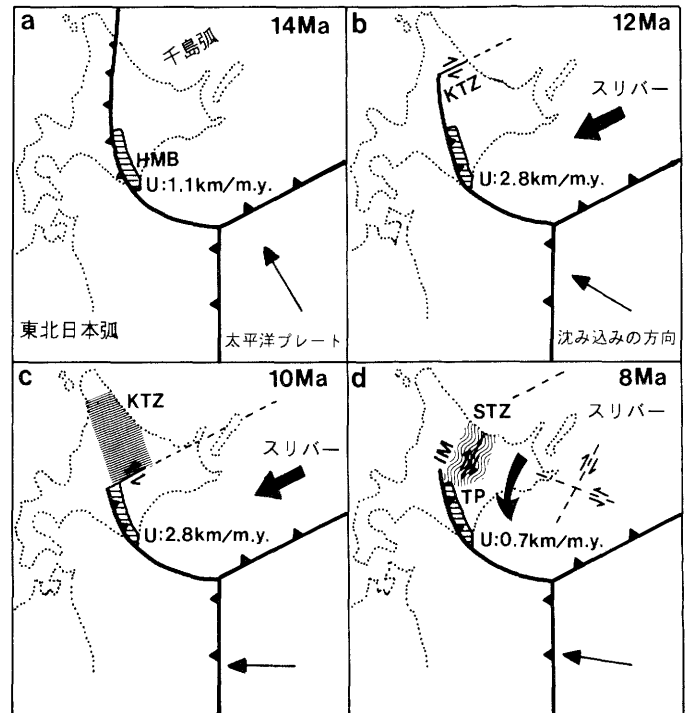 a
14Ma
千島弧
HMB
U:1.1km/m.y.
東北日本弧
太平洋プレート
b
12Ma
KTZ
スリバー
U:2.8km/m.y.
沈み込みの方向
c
10Ma
KTZ
スリバー
U:2.8km/m.y.
d
8Ma
STZ
スリバー
IM
TP
U:0.7km/m.y.